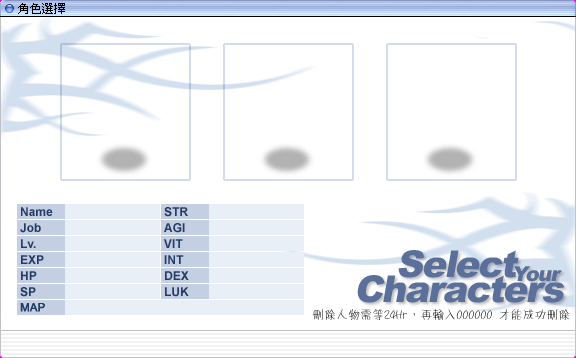 角色選擇
Name STR
Job AGI
Lv. VIT
EXP INT
HP DEX
SP LUK
MAP
Select
Your
Characters
刪除人物需等24Hr，再輸入000000 才能成功刪除